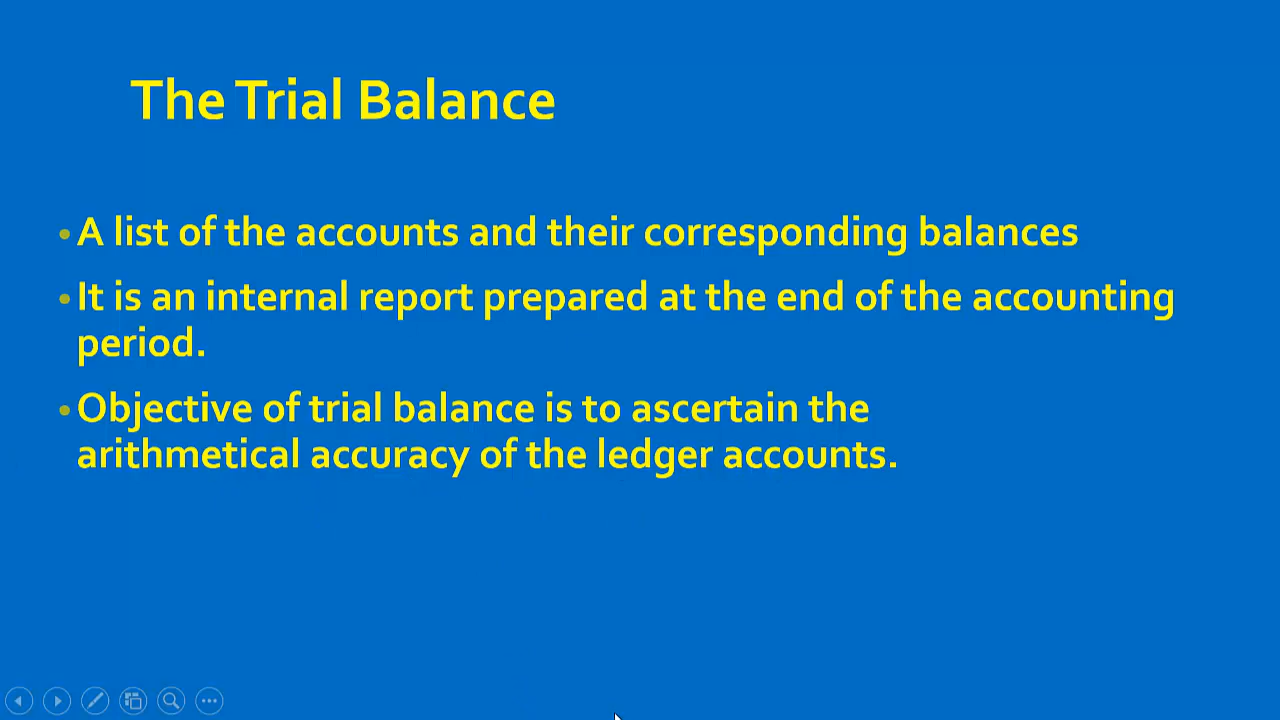 The Trial Balance
• A list of the accounts and their corresponding balances
• It is an internal report prepared at the end of the accounting
period.
• Objective of trial balance is to ascertain the
arithmetical accuracy of the ledger accounts.